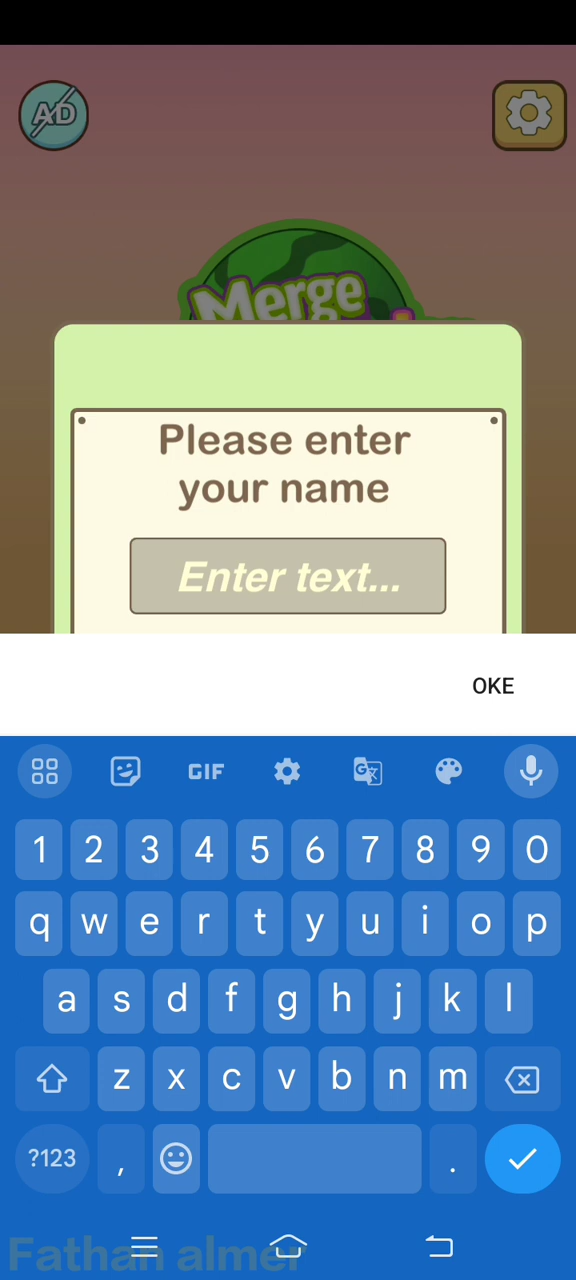 AD
Merge
Please enter
your name
Enter text...
OKE
GIF
1 2 3 4 5 6 7 8 9 0
q w e r t y u i o p
a s d f g h j k l
z x c v b n m
?123 , .
Fathan almer